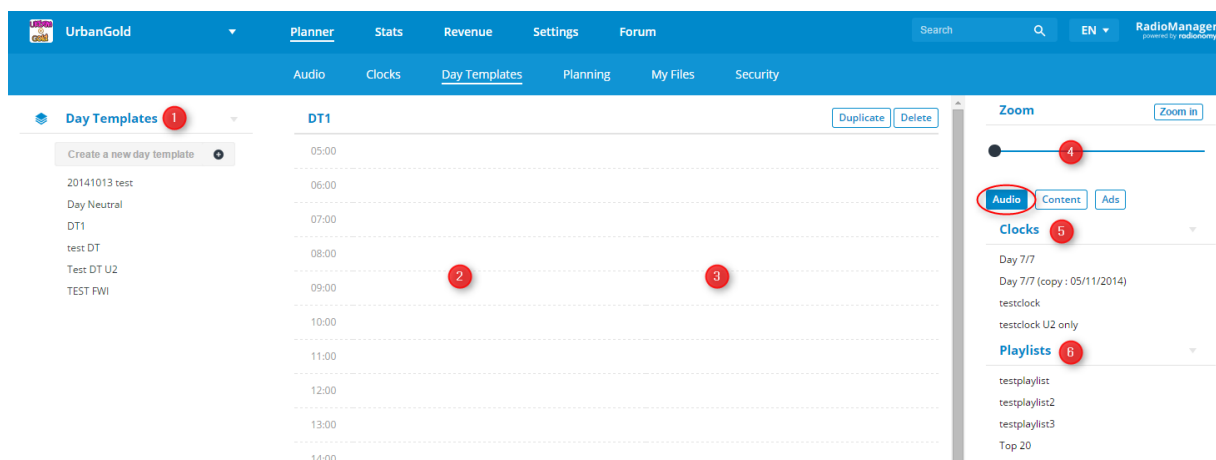 Urban Gold
UrbanGold
Planner Stats Revenue Settings Forum
Search
EN
RadioManager
powered by radionomy
Audio Clocks Day Templates Planning My Files Security
Day Templates 1
Create a new day template
20141013 test
Day Neutral
DT1
test DT
Test DT U2
TEST FWI
DT1 Duplicate Delete
05:00
06:00
07:00
08:00
2 3
09:00
10:00
11:00
12:00
13:00
14:00
Zoom Zoom in
4
Audio Content Ads
Clocks 5
Day 7/7
Day 7/7 (copy : 05/11/2014)
testclock
testclock U2 only
Playlists 6
testplaylist
testplaylist2
testplaylist3
Top 20